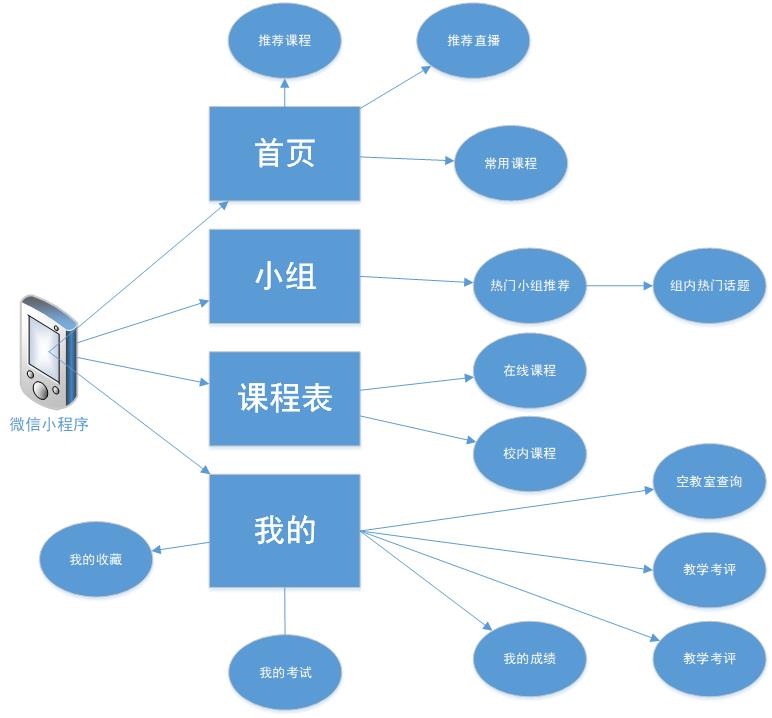 推荐课程
推荐直播
首页
常用课程
小组
热门小组推荐
组内热门话题
微信小程序
课程表
在线课程
校内课程
我的
空教室查询
我的收藏
教学考评
我的考试
我的成绩
教学考评